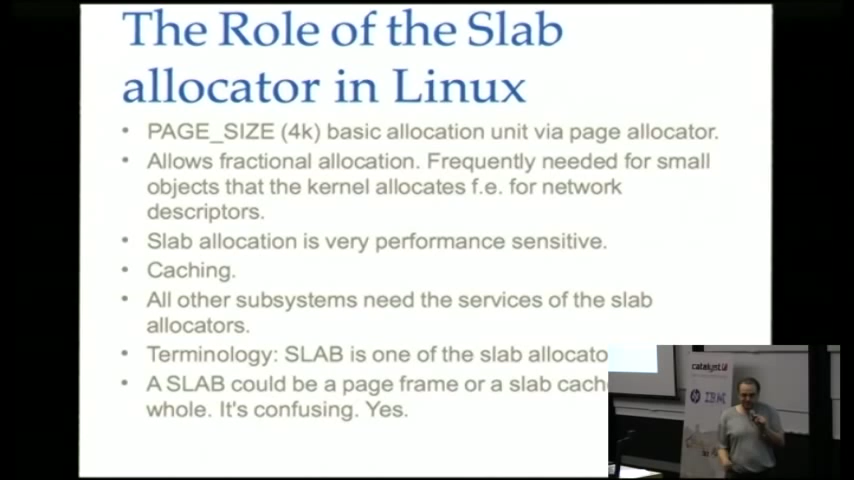 The Role of the Slab
allocator in Linux
• PAGE_SIZE (4k) basic allocation unit via page allocator.
• Allows fractional allocation. Frequently needed for small
objects that the kernel allocates f.e. for network
descriptors.
• Slab allocation is very performance sensitive.
• Caching.
• All other subsystems need the services of the slab
allocators.
• Terminology: SLAB is one of the slab allocato
• A SLAB could be a page frame or a slab cach
whole. It's confusing. Yes.
catalyst
hp IBM